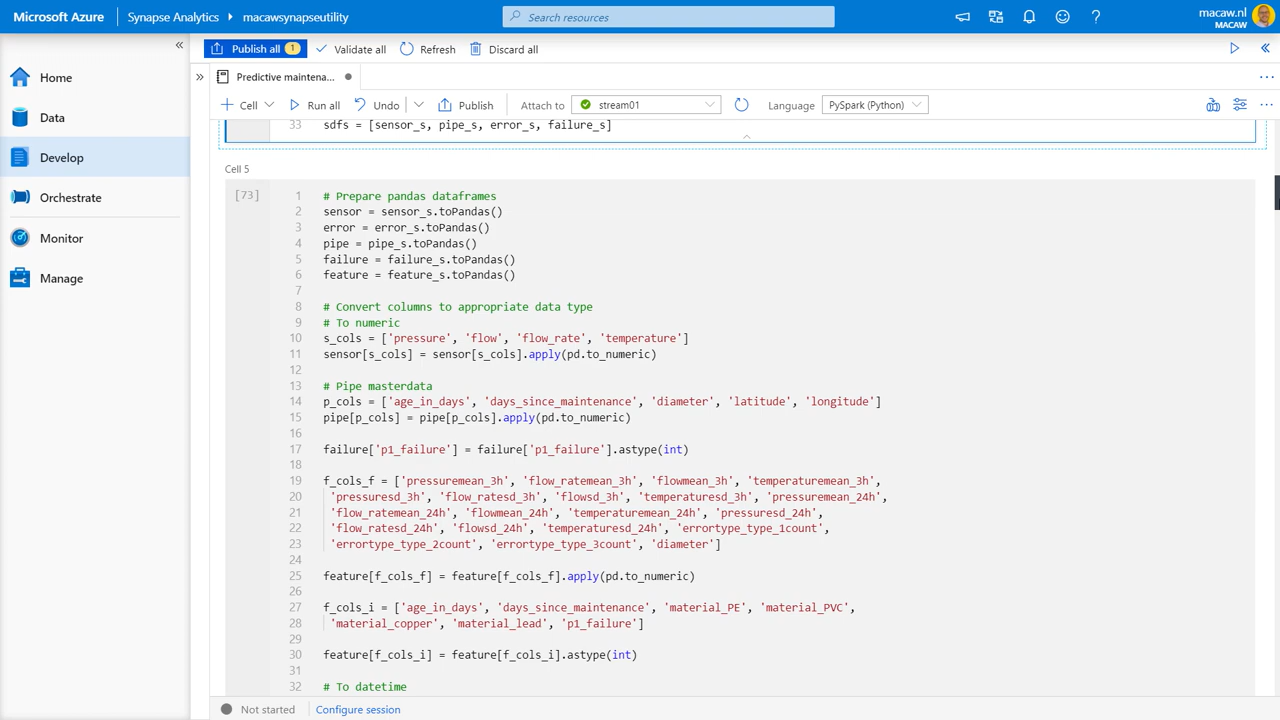 Microsoft Azure
Synapse Analytics
macawsynapseutility
Search resources
macaw.nl
MACAW
Publish all 1
Validate all
Refresh
Discard all
Home
Data
Develop
Orchestrate
Monitor
Manage
Predictive maintena...
Cell
Run all
Undo
Publish
Attach to
stream01
Language
PySpark (Python)
33 sdfs = [sensor_s, pipe_s, error_s, failure_s]
Cell 5
[73]
1 # Prepare pandas dataframes
2 sensor = sensor_s.toPandas()
3 error = error_s.toPandas()
4 pipe = pipe_s.toPandas()
5 failure = failure_s.toPandas()
6 feature = feature_s.toPandas()
7
8 # Convert columns to appropriate data type
9 # To numeric
10 s_cols = ['pressure', 'flow', 'flow_rate', 'temperature']
11 sensor[s_cols] = sensor[s_cols].apply(pd.to_numeric)
12
13 # Pipe masterdata
14 p_cols = ['age_in_days', 'days_since_maintenance', 'diameter', 'latitude', 'longitude']
15 pipe[p_cols] = pipe[p_cols].apply(pd.to_numeric)
16
17 failure['p1_failure'] = failure['p1_failure'].astype(int)
18
19 f_cols_f = ['pressuremean_3h', 'flow_ratemean_3h', 'flowmean_3h', 'temperaturemean_3h',
20 'pressuresd_3h', 'flow_ratesd_3h', 'flowsd_3h', 'temperaturesd_3h', 'pressuremean_24h',
21 'flow_ratemean_24h', 'flowmean_24h', 'temperaturemean_24h', 'pressuresd_24h',
22 'flow_ratesd_24h', 'flowsd_24h', 'temperaturesd_24h', 'errortype_type_1count',
23 'errortype_type_2count', 'errortype_type_3count', 'diameter']
24
25 feature[f_cols_f] = feature[f_cols_f].apply(pd.to_numeric)
26
27 f_cols_i = ['age_in_days', 'days_since_maintenance', 'material_PE', 'material_PVC',
28 'material_copper', 'material_lead', 'p1_failure']
29
30 feature[f_cols_i] = feature[f_cols_i].astype(int)
31
32 # To datetime
Not started
Configure session